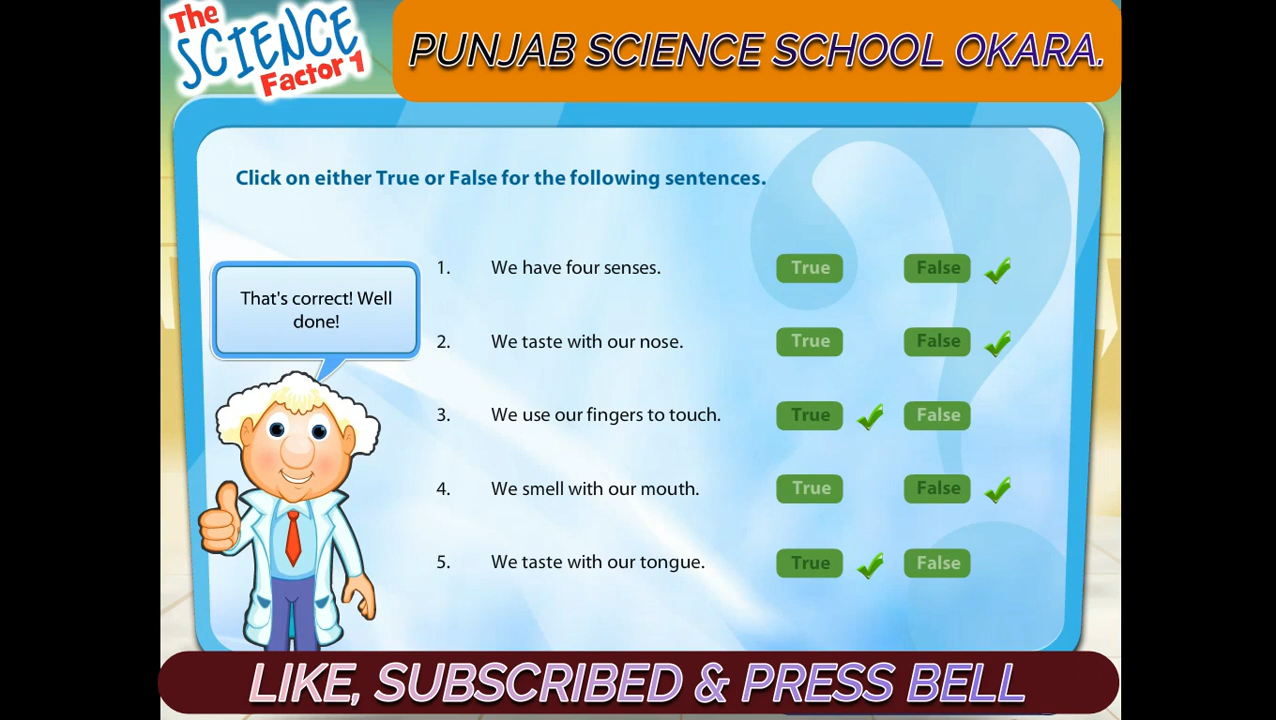 The
SCIENCE
Factor 1
PUNJAB SCIENCE SCHOOL OKARA.
Click on either True or False for the following sentences.
That's correct! Well
done!
1. We have four senses. True False
2. We taste with our nose. True False
3. We use our fingers to touch. True False
4. We smell with our mouth. True False
5. We taste with our tongue. True False
LIKE, SUBSCRIBED & PRESS BELL